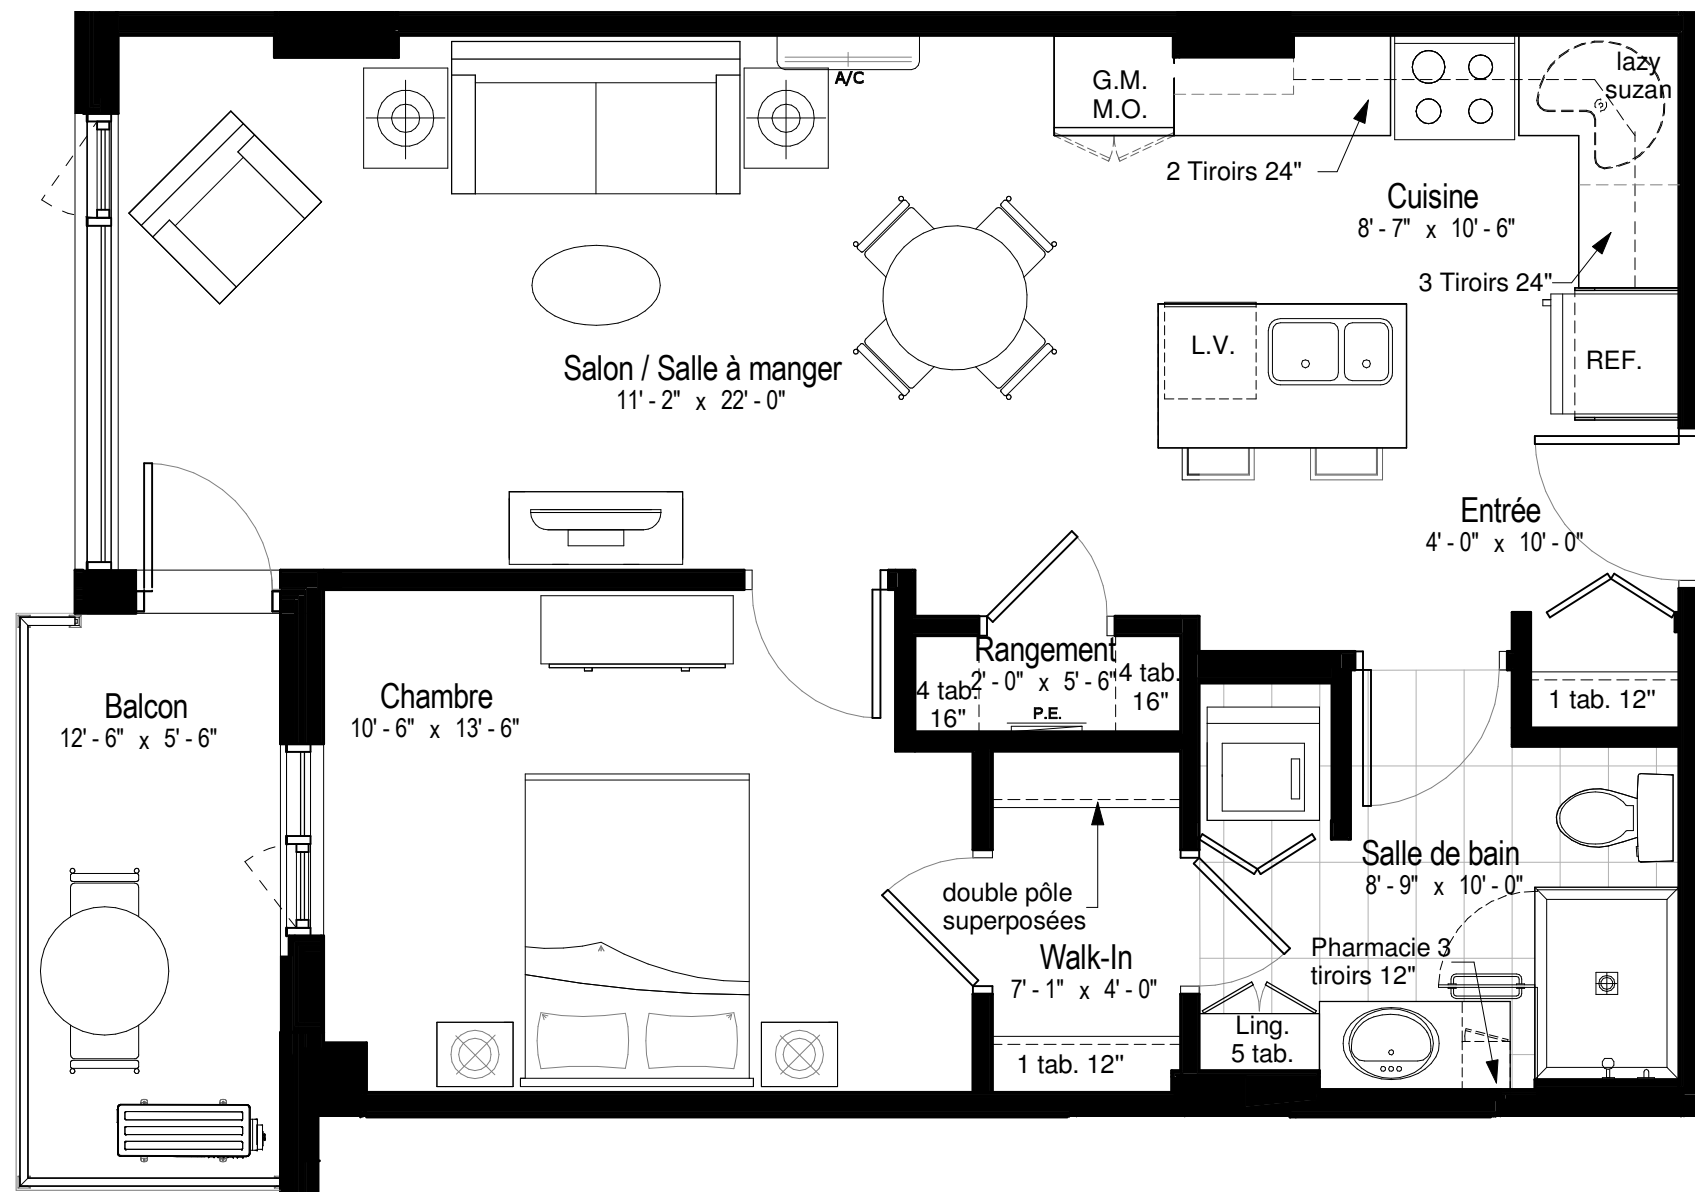 A/C
G.M.
M.O.
lazy
suzan
2 Tiroirs 24"
Cuisine
8' - 7" x 10' - 6"
3 Tiroirs 24"
L.V.
REF.
Salon / Salle à manger
11' - 2" x 22' - 0"
Entrée
4' - 0" x 10' - 0"
Rangement
2' - 0" x 5' - 6"
4 tab.
16"
4 tab.
16"
P.E.
1 tab. 12"
Balcon
12' - 6" x 5' - 6"
Chambre
10' - 6" x 13' - 6"
double pôle
superposées
Walk-In
7' - 1" x 4' - 0"
1 tab. 12"
Salle de bain
8' - 9" x 10' - 0"
Pharmacie 3
tiroirs 12"
Ling.
5 tab.